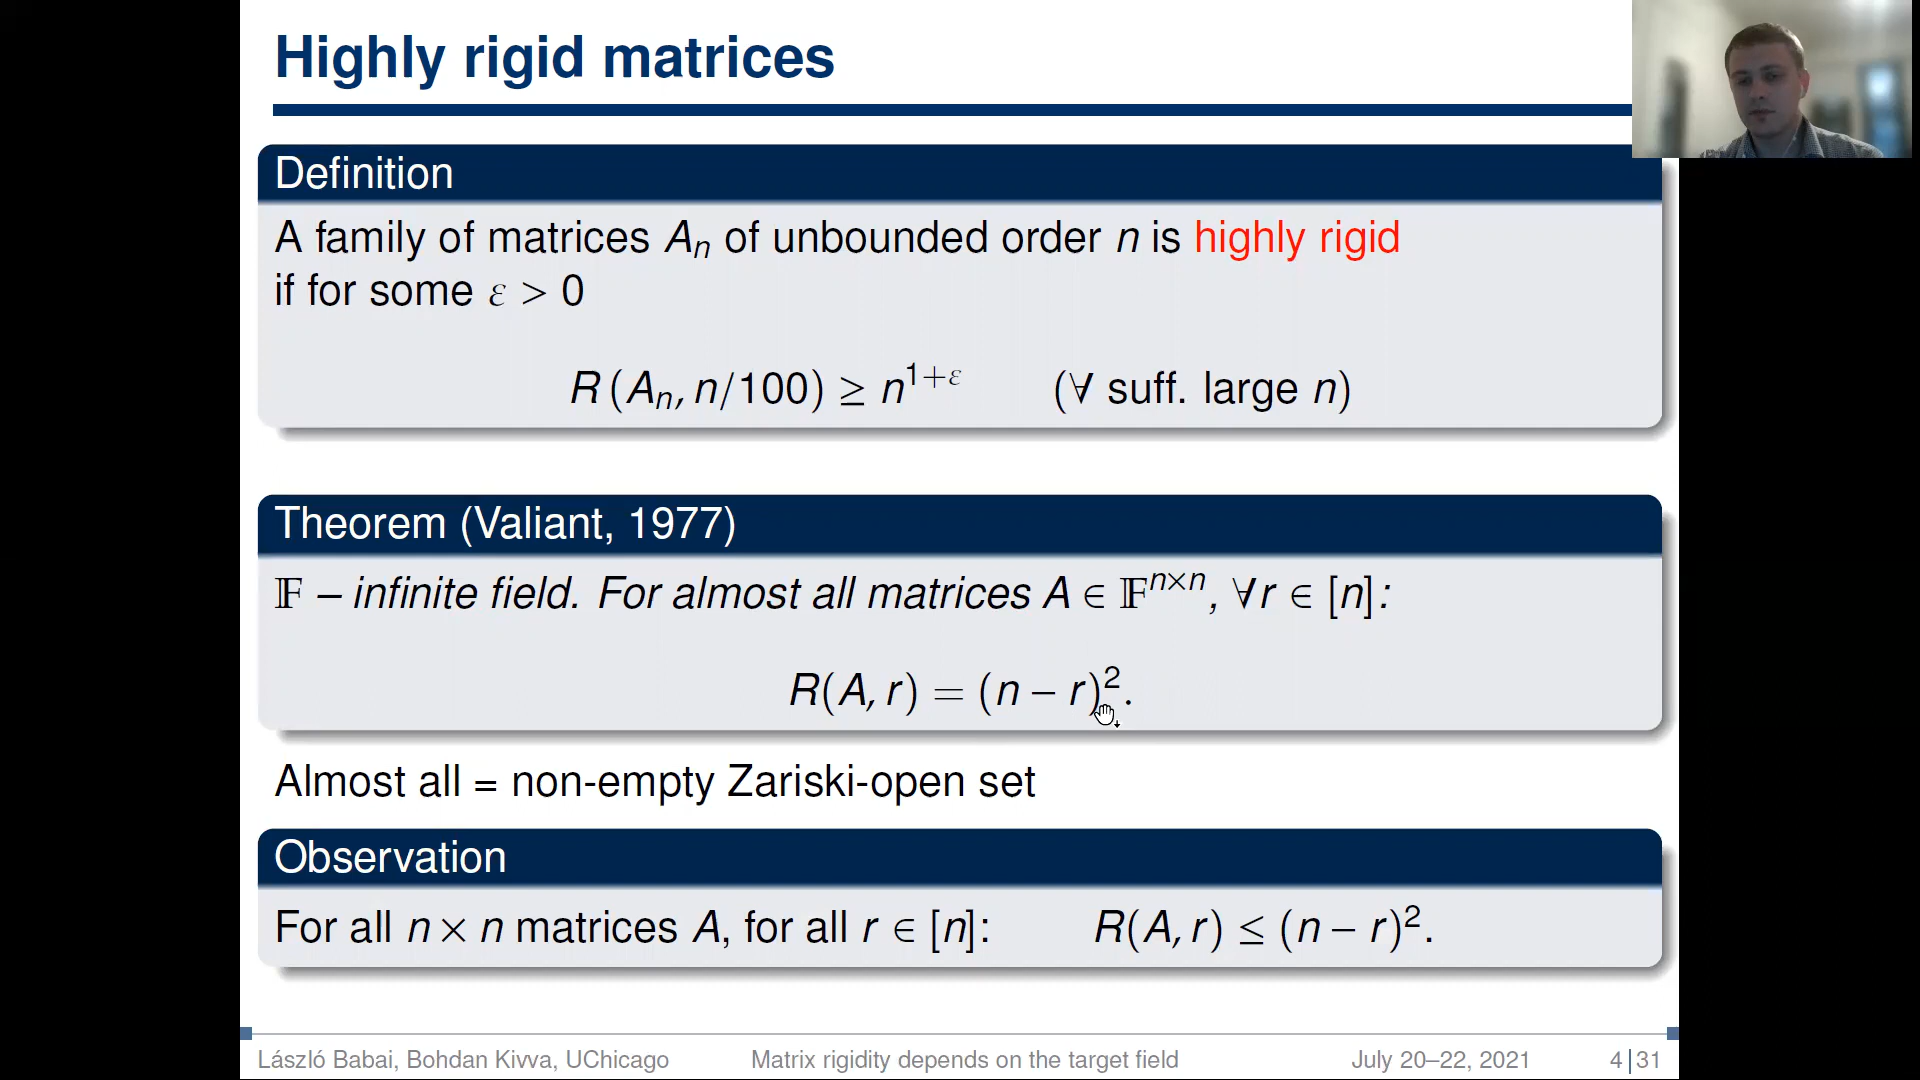 Highly rigid matrices
Definition
A family of matrices Aₙ of unbounded order n is highly rigid
if for some ε > 0
R (Aₙ, n/100) ≥ n^{1+ε} (∀ suff. large n)
Theorem (Valiant, 1977)
𝔽 – infinite field. For almost all matrices A ∈ 𝔽^{n×n}, ∀r ∈ [n]:
R(A, r) = (n − r)².
Almost all = non-empty Zariski-open set
Observation
For all n × n matrices A, for all r ∈ [n]: R(A, r) ≤ (n − r)².
László Babai, Bohdan Kivva, UChicago Matrix rigidity depends on the target field July 20–22, 2021 4|31